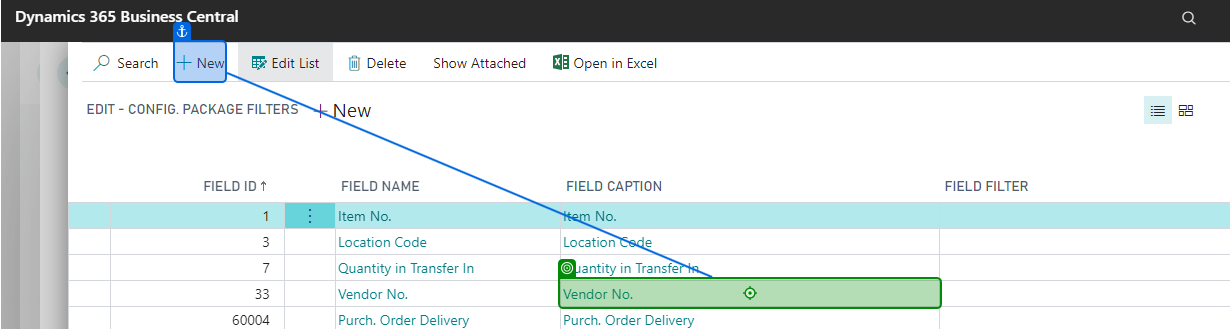 Dynamics 365 Business Central
Search New Edit List Delete Show Attached Open in Excel
EDIT - CONFIG. PACKAGE FILTERS + New
FIELD ID↑ FIELD NAME FIELD CAPTION FIELD FILTER
1 Item No. Item No.
3 Location Code Location Code
7 Quantity in Transfer In Quantity in Transfer In
33 Vendor No. Vendor No.
60004 Purch. Order Delivery Purch. Order Delivery